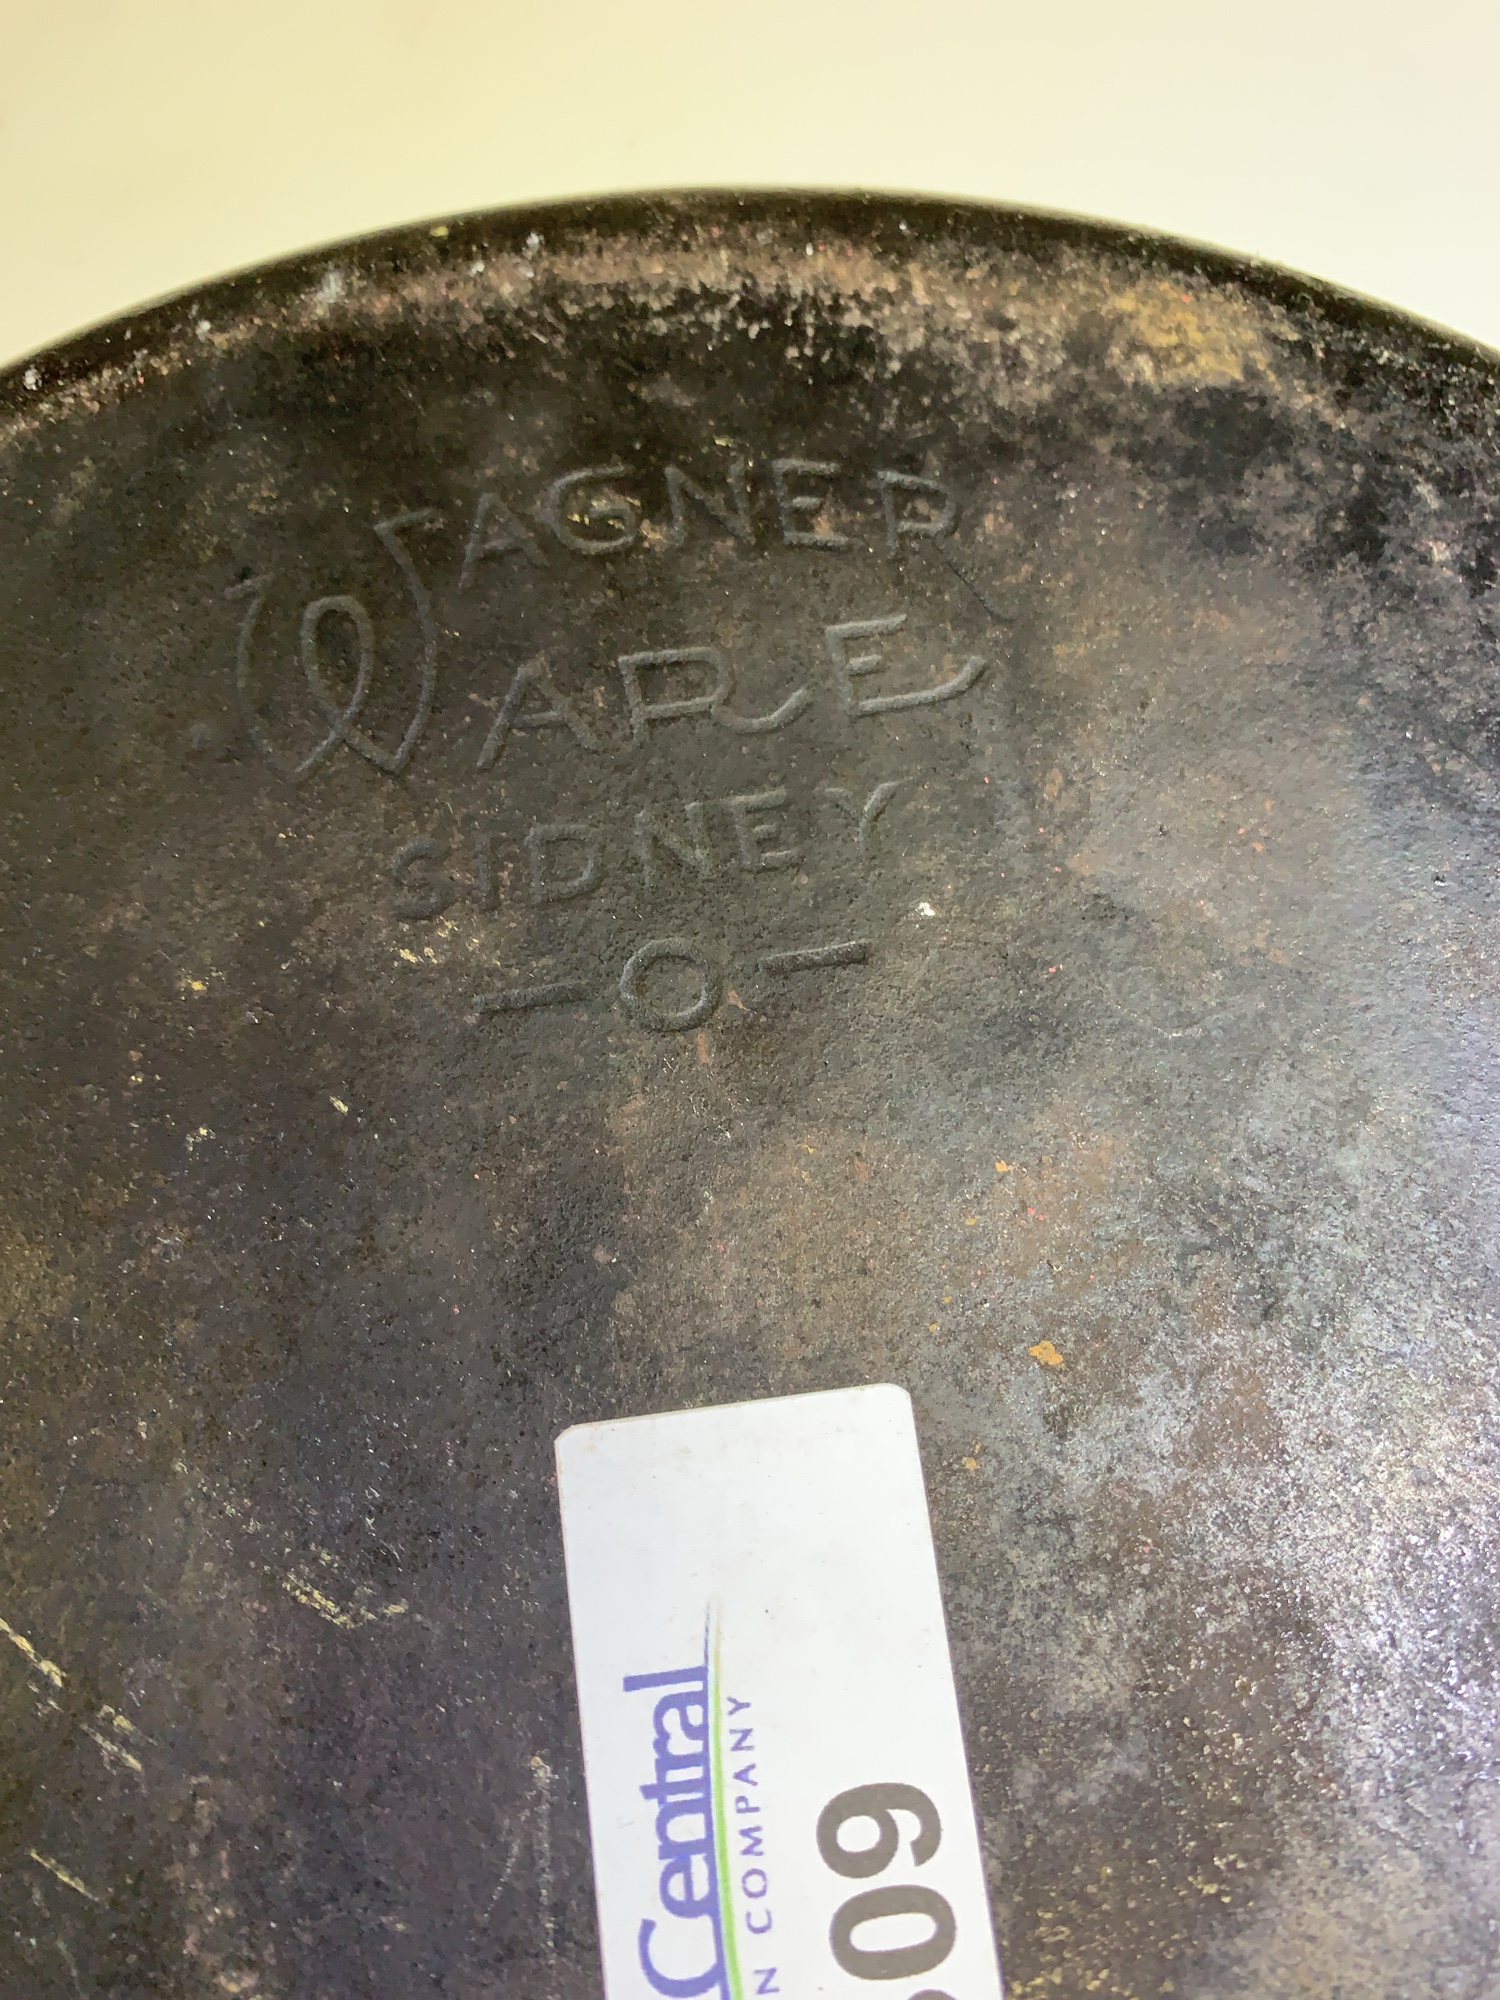 WAGNER
WARE
SIDNEY
-O-
Central
N COMPANY
09